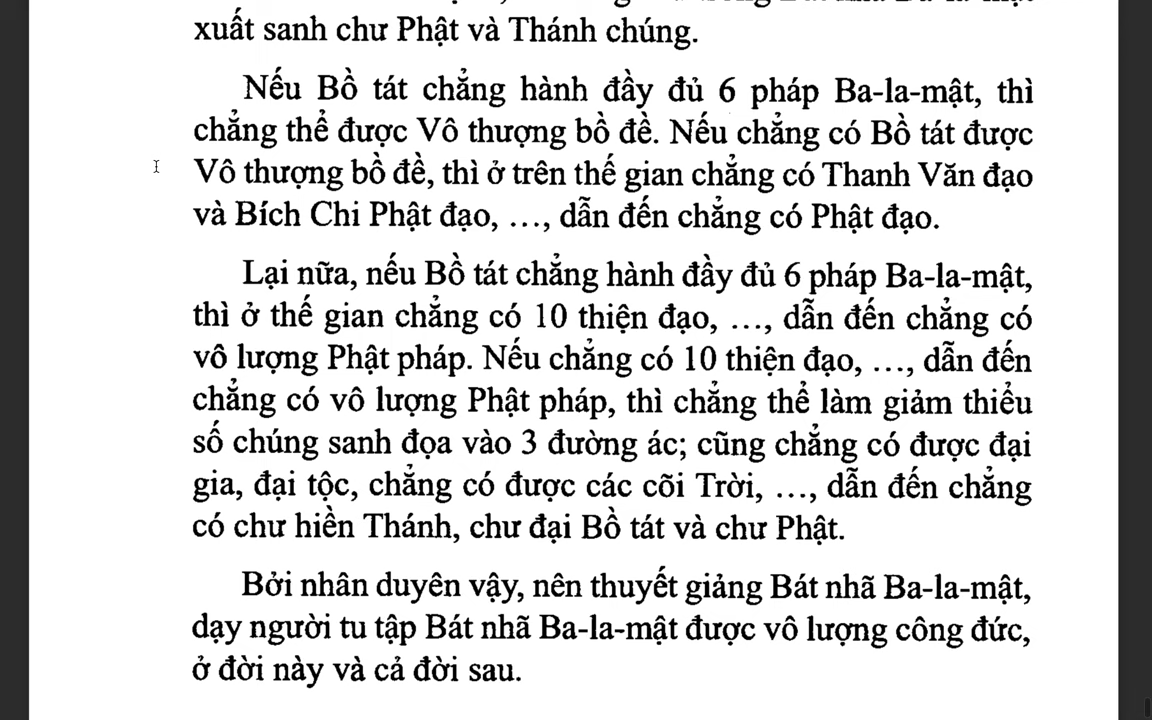 xuất sanh chư Phật và Thánh chúng.
Nếu Bồ tát chẳng hành đầy đủ 6 pháp Ba-la-mật, thì
chẳng thể được Vô thượng bồ đề. Nếu chẳng có Bồ tát được
Vô thượng bồ đề, thì ở trên thế gian chẳng có Thanh Văn đạo
và Bích Chi Phật đạo, …, dẫn đến chẳng có Phật đạo.
Lại nữa, nếu Bồ tát chẳng hành đầy đủ 6 pháp Ba-la-mật,
thì ở thế gian chẳng có 10 thiện đạo, …, dẫn đến chẳng có
vô lượng Phật pháp. Nếu chẳng có 10 thiện đạo, …, dẫn đến
chẳng có vô lượng Phật pháp, thì chẳng thể làm giảm thiểu
số chúng sanh đọa vào 3 đường ác; cũng chẳng có được đại
gia, đại tộc, chẳng có được các cõi Trời, …, dẫn đến chẳng
có chư hiền Thánh, chư đại Bồ tát và chư Phật.
Bởi nhân duyên vậy, nên thuyết giảng Bát nhã Ba-la-mật,
dạy người tu tập Bát nhã Ba-la-mật được vô lượng công đức,
ở đời này và cả đời sau.